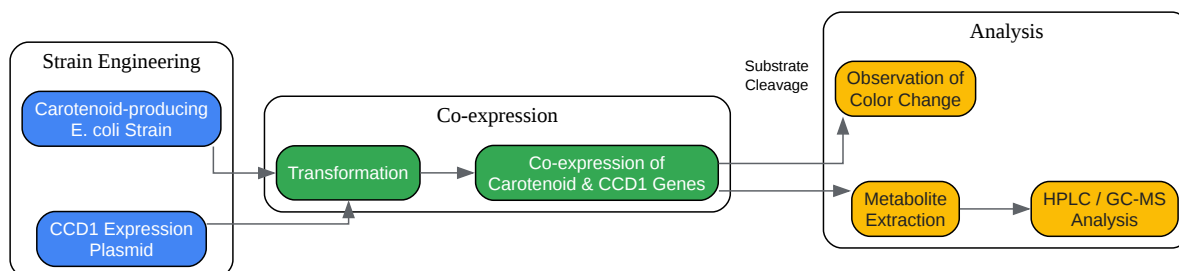 Strain Engineering
Carotenoid-producing
E. coli Strain
CCD1 Expression
Plasmid
Co-expression
Transformation
Co-expression of
Carotenoid & CCD1 Genes
Substrate
Cleavage
Analysis
Observation of
Color Change
Metabolite
Extraction
HPLC / GC-MS
Analysis